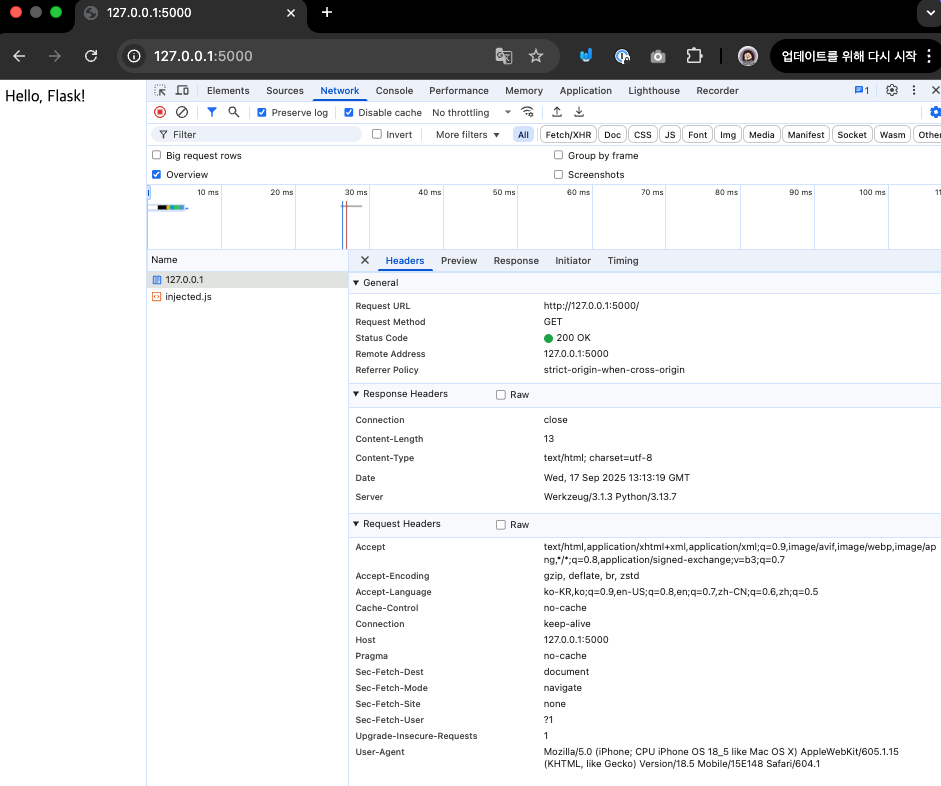 127.0.0.1:5000
127.0.0.1:5000
업데이트를 위해 다시 시작
Hello, Flask!
Elements Sources Network Console Performance Memory Application Lighthouse Recorder 1
Preserve log Disable cache No throttling
Filter Invert More filters All Fetch/XHR Doc CSS JS Font Img Media Manifest Socket Wasm Other
Big request rows Group by frame
Overview Screenshots
10 ms 20 ms 30 ms 40 ms 50 ms 60 ms 70 ms 80 ms 90 ms 100 ms 11
Name
127.0.0.1
injected.js
Headers Preview Response Initiator Timing
General
Request URL http://127.0.0.1:5000/
Request Method GET
Status Code 200 OK
Remote Address 127.0.0.1:5000
Referrer Policy strict-origin-when-cross-origin
Response Headers Raw
Connection close
Content-Length 13
Content-Type text/html; charset=utf-8
Date Wed, 17 Sep 2025 13:13:19 GMT
Server Werkzeug/3.1.3 Python/3.13.7
Request Headers Raw
Accept text/html,application/xhtml+xml,application/xml;q=0.9,image/avif,image/webp,image/ap
ng,*/*;q=0.8,application/signed-exchange;v=b3;q=0.7
Accept-Encoding gzip, deflate, br, zstd
Accept-Language ko-KR,ko;q=0.9,en-US;q=0.8,en;q=0.7,zh-CN;q=0.6,zh;q=0.5
Cache-Control no-cache
Connection keep-alive
Host 127.0.0.1:5000
Pragma no-cache
Sec-Fetch-Dest document
Sec-Fetch-Mode navigate
Sec-Fetch-Site none
Sec-Fetch-User ?1
Upgrade-Insecure-Requests 1
User-Agent Mozilla/5.0 (iPhone; CPU iPhone OS 18_5 like Mac OS X) AppleWebKit/605.1.15
(KHTML, like Gecko) Version/18.5 Mobile/15E148 Safari/604.1